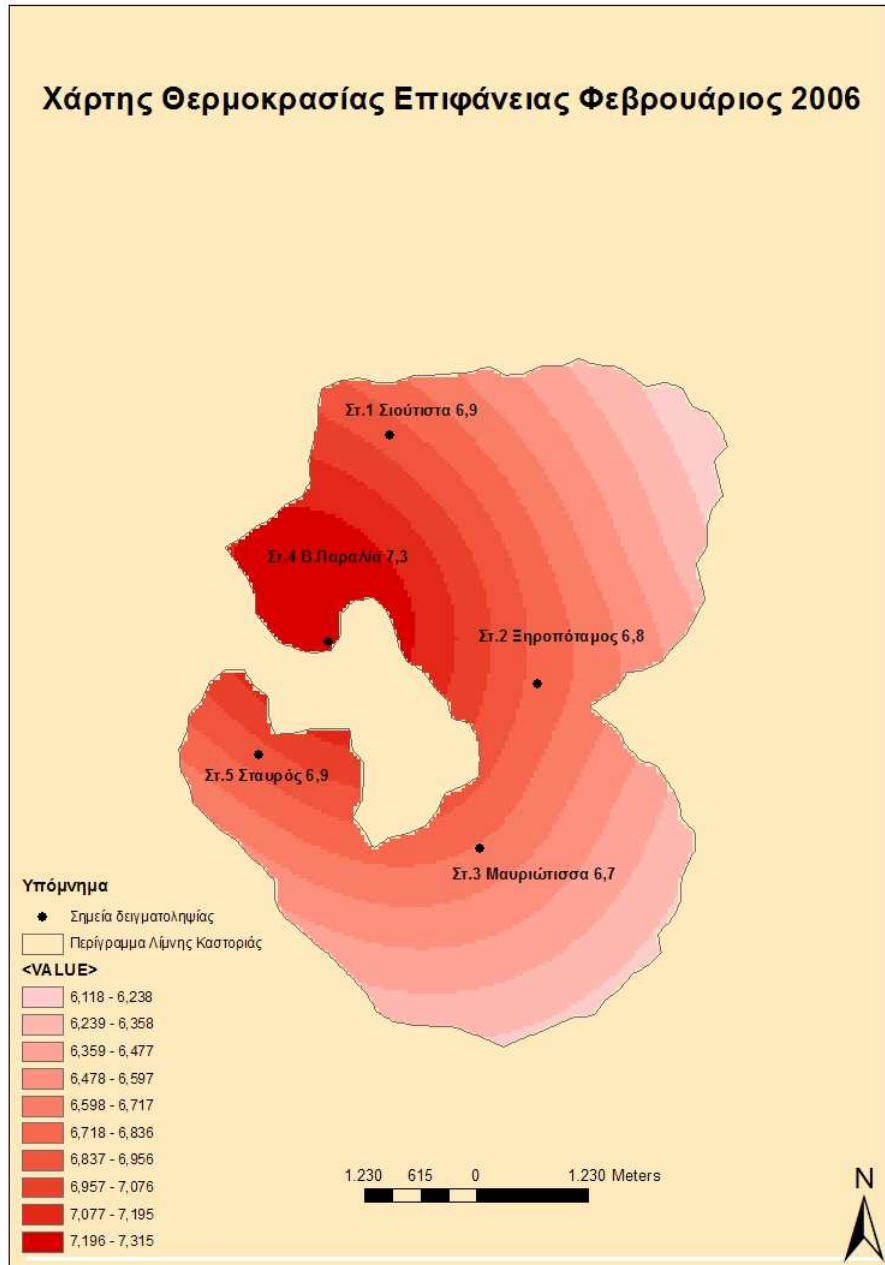 Χάρτης Θερμοκρασίας Επιφάνειας Φεβρουάριος 2006
Στ.1 Σιούτιστα 6,9
Στ.4 Β.Παραλία 7,3
Στ.2 Ξηροπόταμος 6,8
Στ.5 Σταυρός 6,9
Στ.3 Μαυριώτισσα 6,7
Υπόμνημα
Σημεία δειγματοληψίας
Περίγραμμα Λίμνης Καστοριάς
<VALUE>
6,118 - 6,238
6,239 - 6,358
6,359 - 6,477
6,478 - 6,597
6,598 - 6,717
6,718 - 6,836
6,837 - 6,956
6,957 - 7,076
7,077 - 7,195
7,196 - 7,315
1.230 615 0 1.230 Meters
N